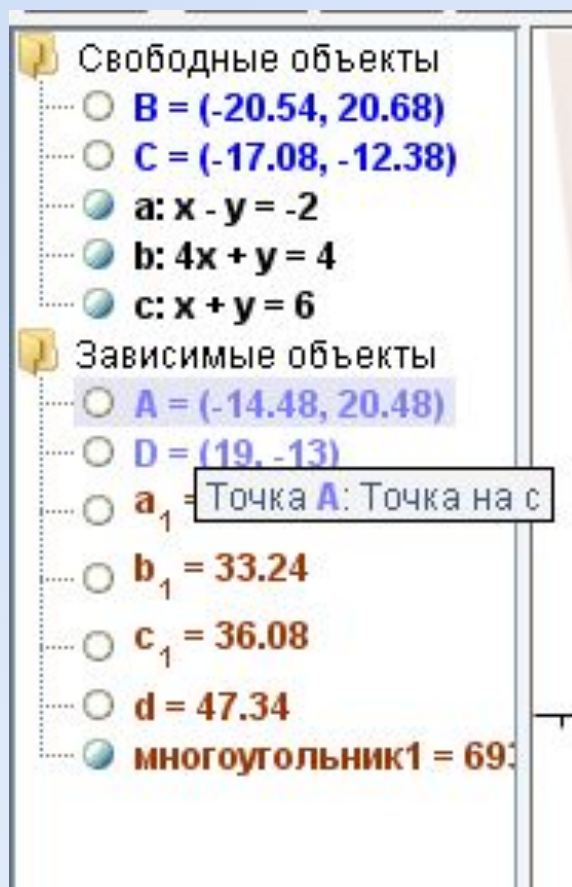 Свободные объекты
B = (-20.54, 20.68)
C = (-17.08, -12.38)
a: x - y = -2
b: 4x + y = 4
c: x + y = 6
Зависимые объекты
A = (-14.48, 20.48)
D = (19, -13)
a₁ =
Точка A: Точка на c
b₁ = 33.24
c₁ = 36.08
d = 47.34
многоугольник1 = 693